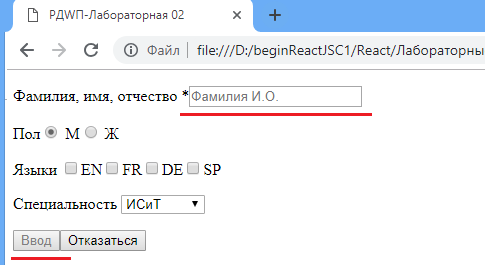 РДWП-Лабораторная 02
Файл file:///D:/beginReactJSC1/React/Лабораторны
Фамилия, имя, отчество * Фамилия И.О.
Пол М Ж
Языки EN FR DE SP
Специальность ИСиТ
Ввод Отказаться